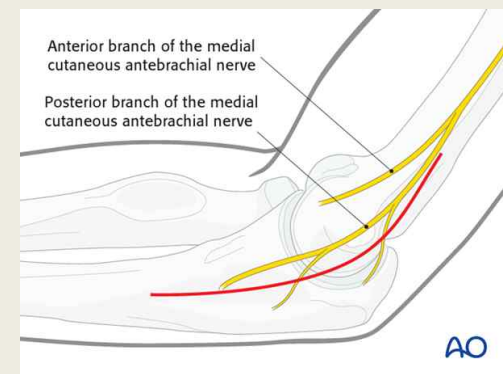 Anterior branch of the medial
cutaneous antebrachial nerve
Posterior branch of the medial
cutaneous antebrachial nerve
AO